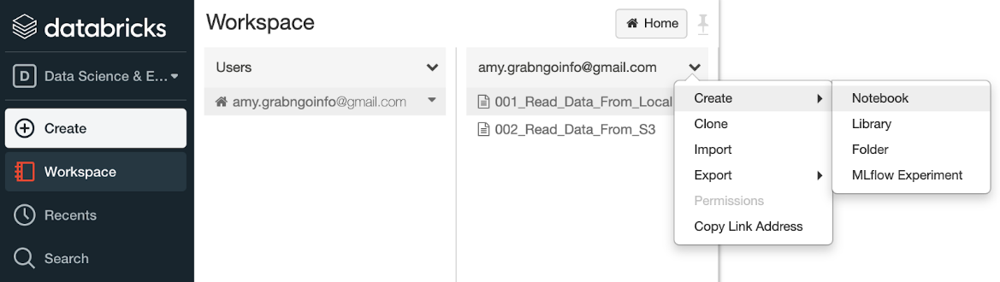 databricks
D Data Science & E...
Create
Workspace
Recents
Search
Workspace
Home
Users
amy.grabngoinfo@gmail.com
amy.grabngoinfo@gmail.com
001_Read_Data_From_Local
002_Read_Data_From_S3
Create
Clone
Import
Export
Permissions
Copy Link Address
Notebook
Library
Folder
MLflow Experiment